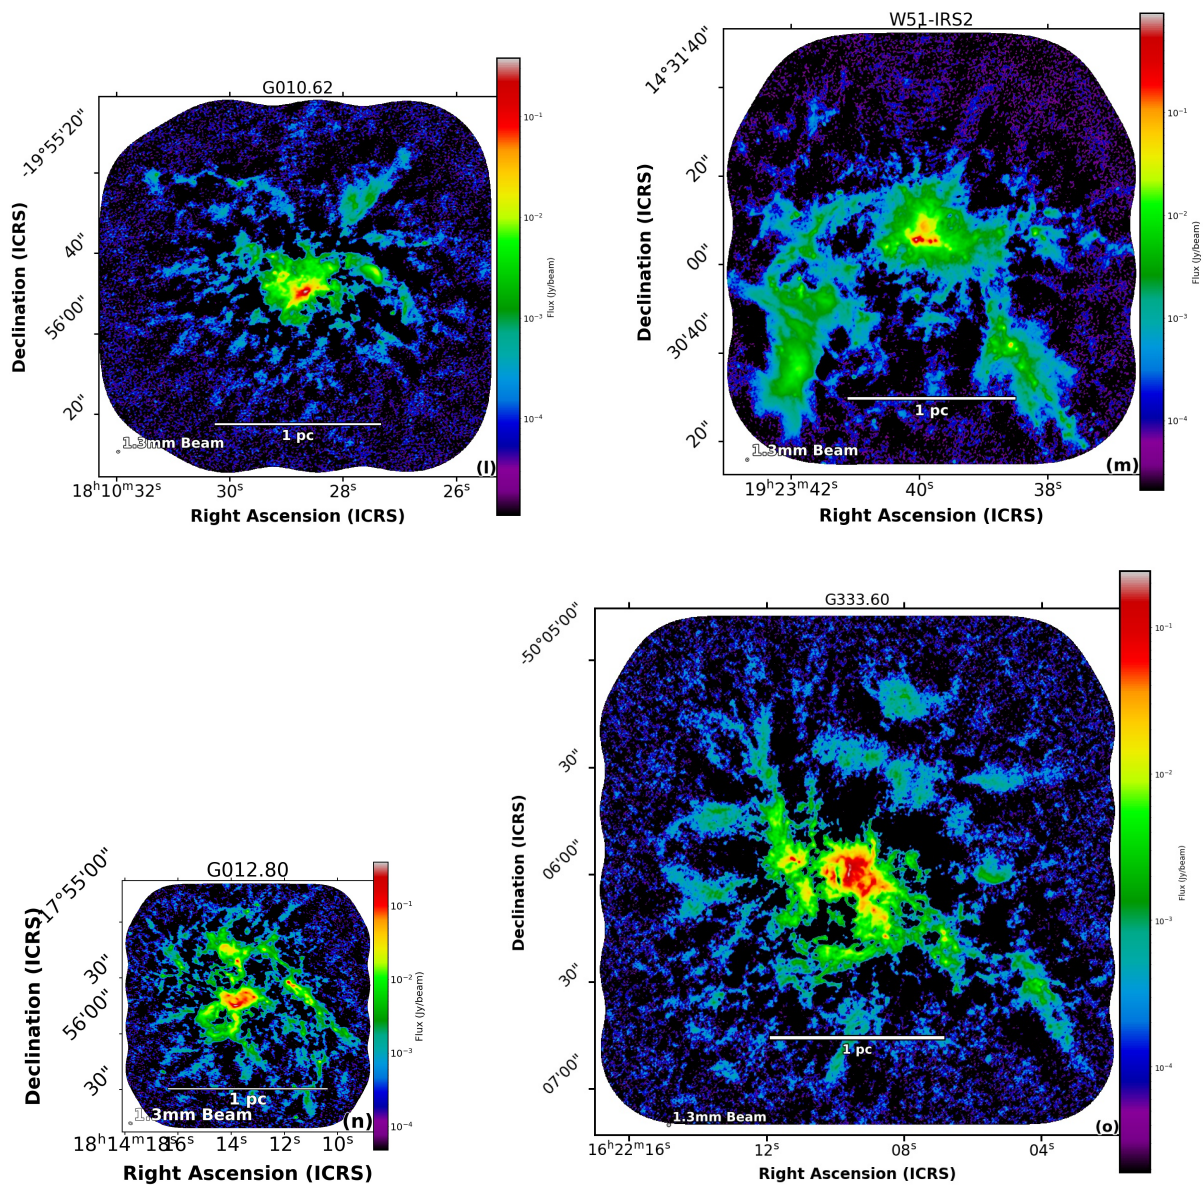 G010.62
Declination (ICRS)
-19°55'20"
40"
56'00"
20"
1 pc
1.3mm Beam
(l)
18ʰ10ᵐ32ˢ
30ˢ
28ˢ
26ˢ
Right Ascension (ICRS)
10⁻¹
10⁻²
10⁻³
10⁻⁴
Flux (Jy/beam)
W51-IRS2
Declination (ICRS)
14°31'40"
20"
00"
30'40"
20"
1 pc
1.3mm Beam
(m)
19ʰ23ᵐ42ˢ
40ˢ
38ˢ
Right Ascension (ICRS)
10⁻¹
10⁻²
10⁻³
10⁻⁴
Flux (Jy/beam)
G012.80
Declination (ICRS)
17°55'00"
30"
56'00"
30"
1 pc
1.3mm Beam
(n)
18ʰ14ᵐ18ˢ
16ˢ
14ˢ
12ˢ
10ˢ
Right Ascension (ICRS)
10⁻¹
10⁻²
10⁻³
10⁻⁴
Flux (Jy/beam)
G333.60
Declination (ICRS)
-50°05'00"
30"
06'00"
30"
07'00"
1 pc
1.3mm Beam
(o)
16ʰ22ᵐ16ˢ
12ˢ
08ˢ
04ˢ
Right Ascension (ICRS)
10⁻¹
10⁻²
10⁻³
10⁻⁴
Flux (Jy/beam)